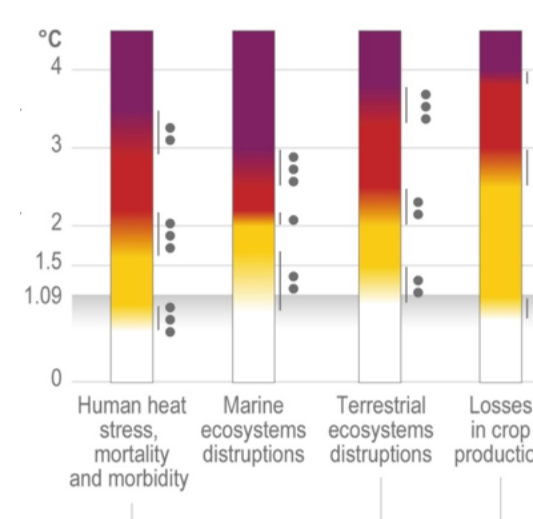 °C
4
3
2
1.5
1.09
0
Human heat
stress,
mortality
and morbidity
Marine
ecosystems
distruptions
Terrestrial
ecosystems
distruptions
Losses
in crop
productio